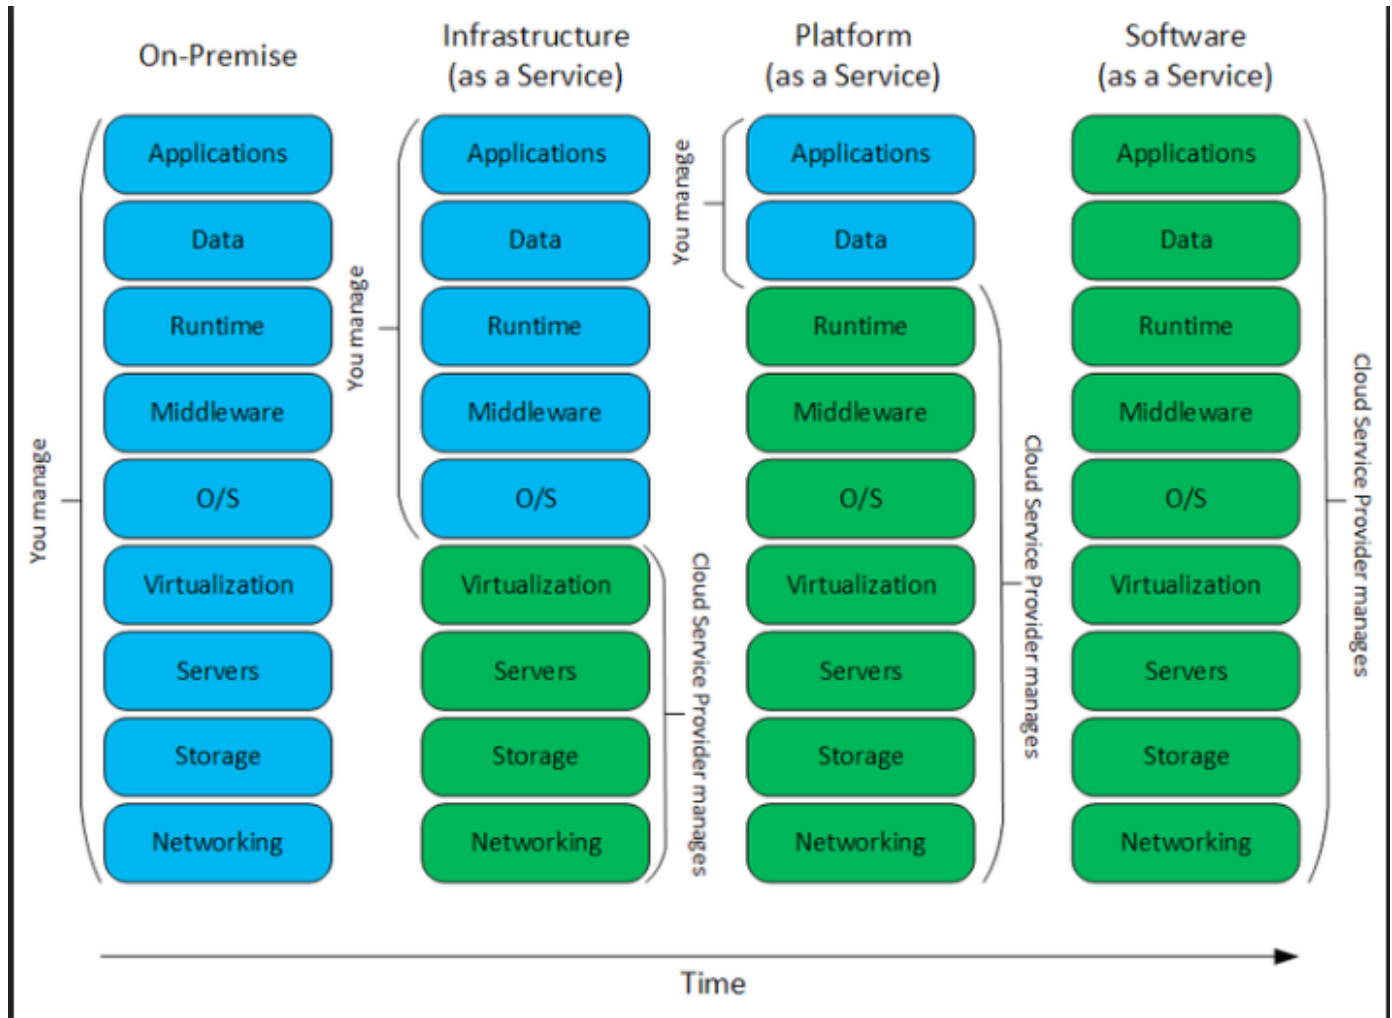 On-Premise
Infrastructure
(as a Service)
Platform
(as a Service)
Software
(as a Service)
You manage
Applications
Data
Runtime
Middleware
O/S
Virtualization
Servers
Storage
Networking
You manage
Applications
Data
Runtime
Middleware
O/S
Virtualization
Servers
Storage
Networking
Cloud Service Provider manages
You manage
Applications
Data
Runtime
Middleware
O/S
Virtualization
Servers
Storage
Networking
Cloud Service Provider manages
Applications
Data
Runtime
Middleware
O/S
Virtualization
Servers
Storage
Networking
Cloud Service Provider manages
Time